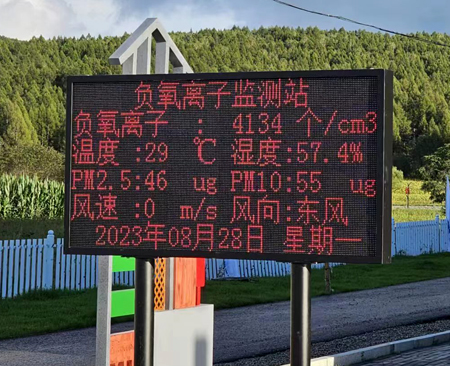 负氧离子监测站
负氧离子 : 4134 个/cm3
温度:29 ℃ 湿度:57.4%
PM2.5:46 ug PM10:55 ug
风速:0 m/s 风向:东风
2023年08月28日 星期一